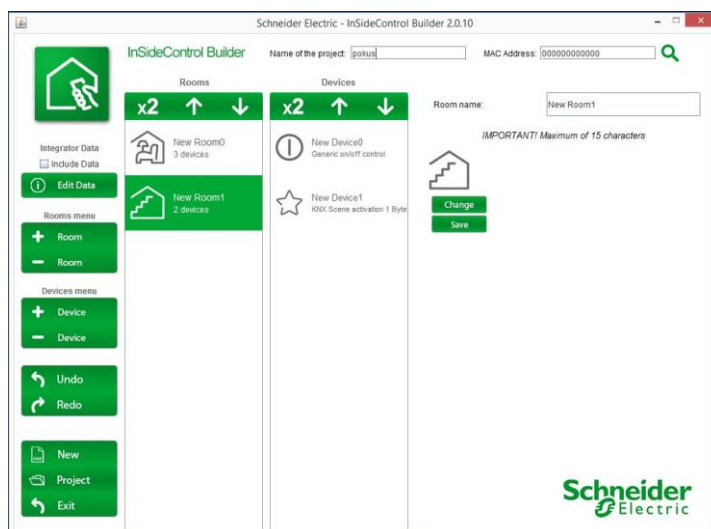 Schneider Electric - InSideControl Builder 2.0.10
InSideControl Builder
Name of the project: pokus
MAC Address: 000000000000
Rooms
Devices
x2
x2
Room name: New Room1
IMPORTANT! Maximum of 15 characters
New Room0
3 devices
New Room1
2 devices
New Device0
Generic on/off control
New Device1
KNX Scene activation 1 Byte
Change
Save
Integrator Data
Include Data
Edit Data
Rooms menu
+ Room
- Room
Devices menu
+ Device
- Device
Undo
Redo
New
Project
Exit
Schneider
Electric